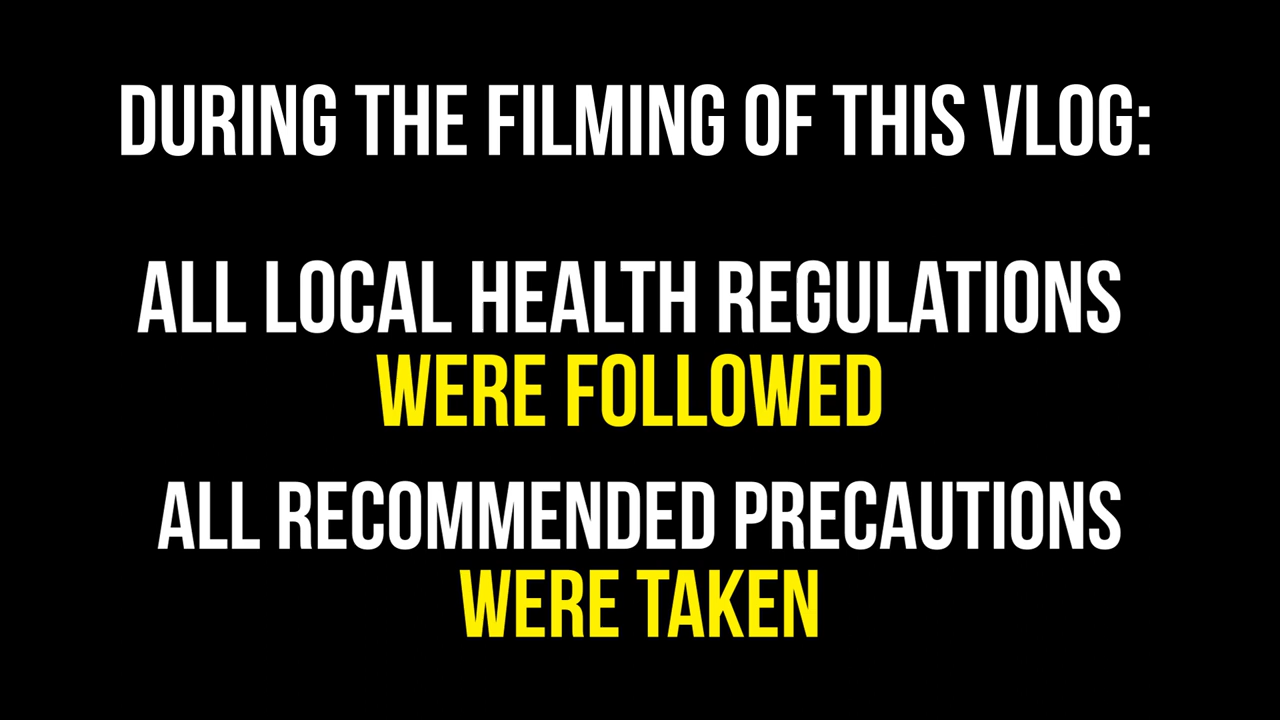 DURING THE FILMING OF THIS VLOG:
ALL LOCAL HEALTH REGULATIONS
WERE FOLLOWED
ALL RECOMMENDED PRECAUTIONS
WERE TAKEN